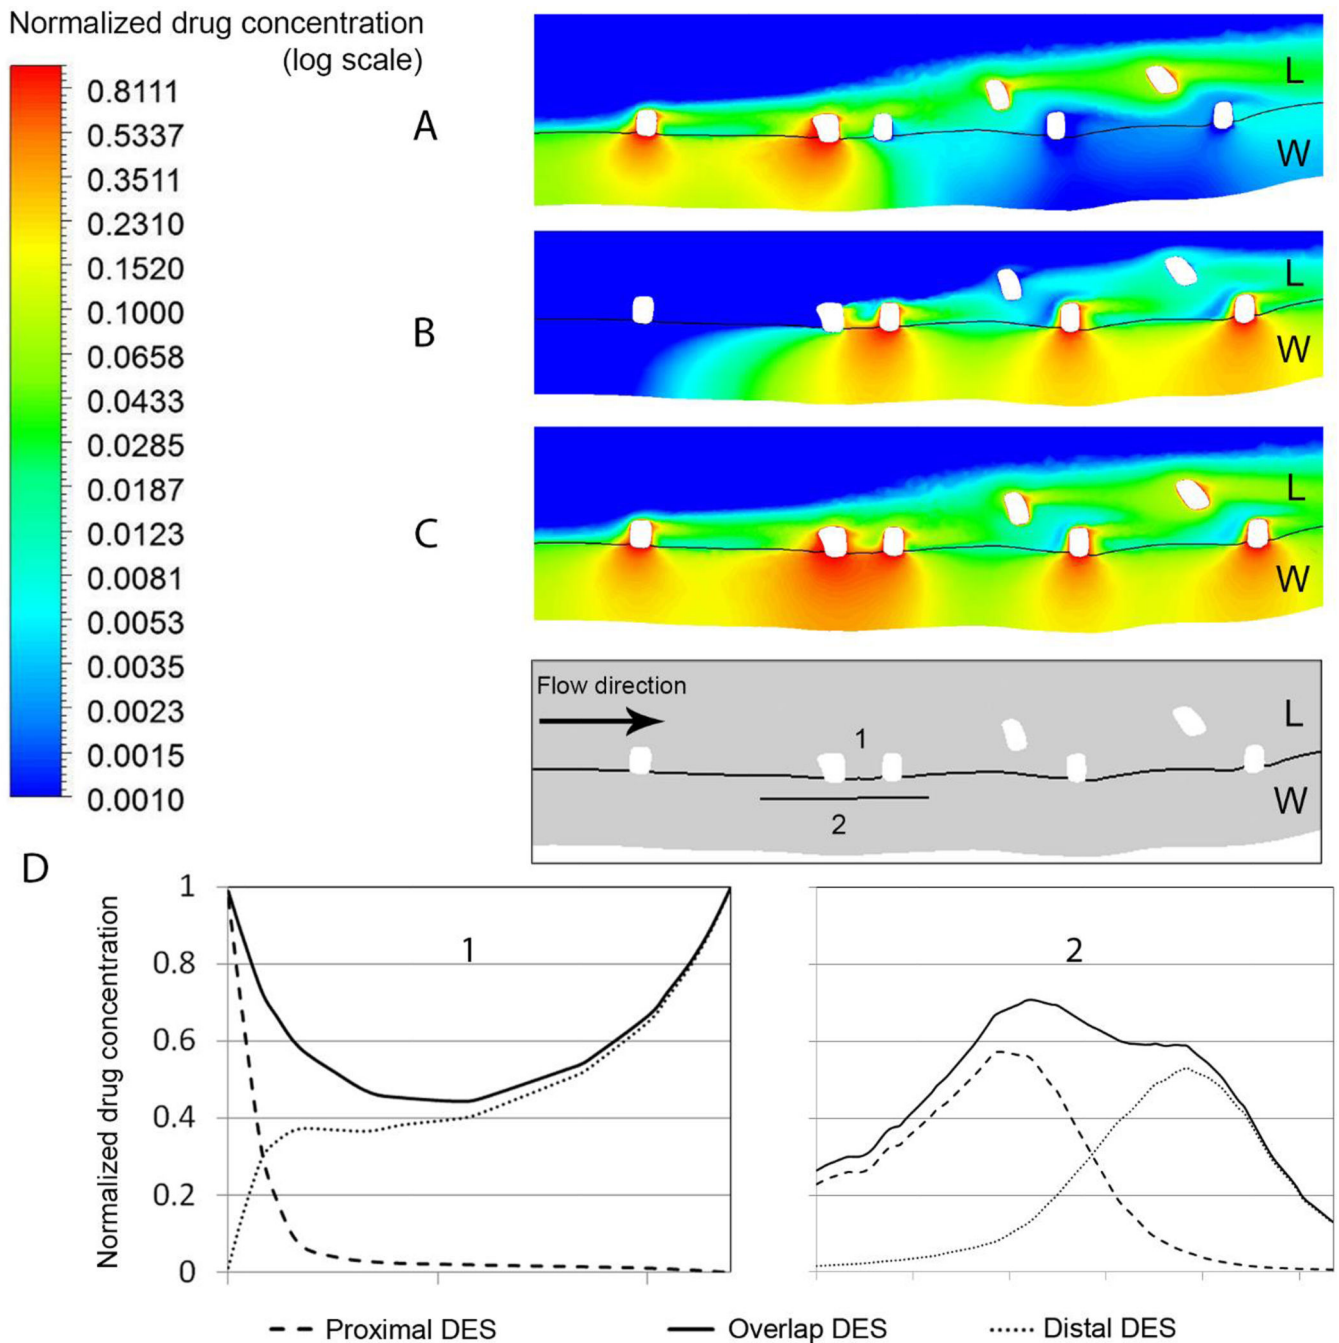 Normalized drug concentration
(log scale)
0.8111
0.5337
0.3511
0.2310
0.1520
0.1000
0.0658
0.0433
0.0285
0.0187
0.0123
0.0081
0.0053
0.0035
0.0023
0.0015
0.0010
A
L
W
B
L
W
C
L
W
Flow direction
1
2
L
W
D
Normalized drug concentration
1
0.8
0.6
0.4
0.2
0
1
2
Proximal DES
Overlap DES
Distal DES